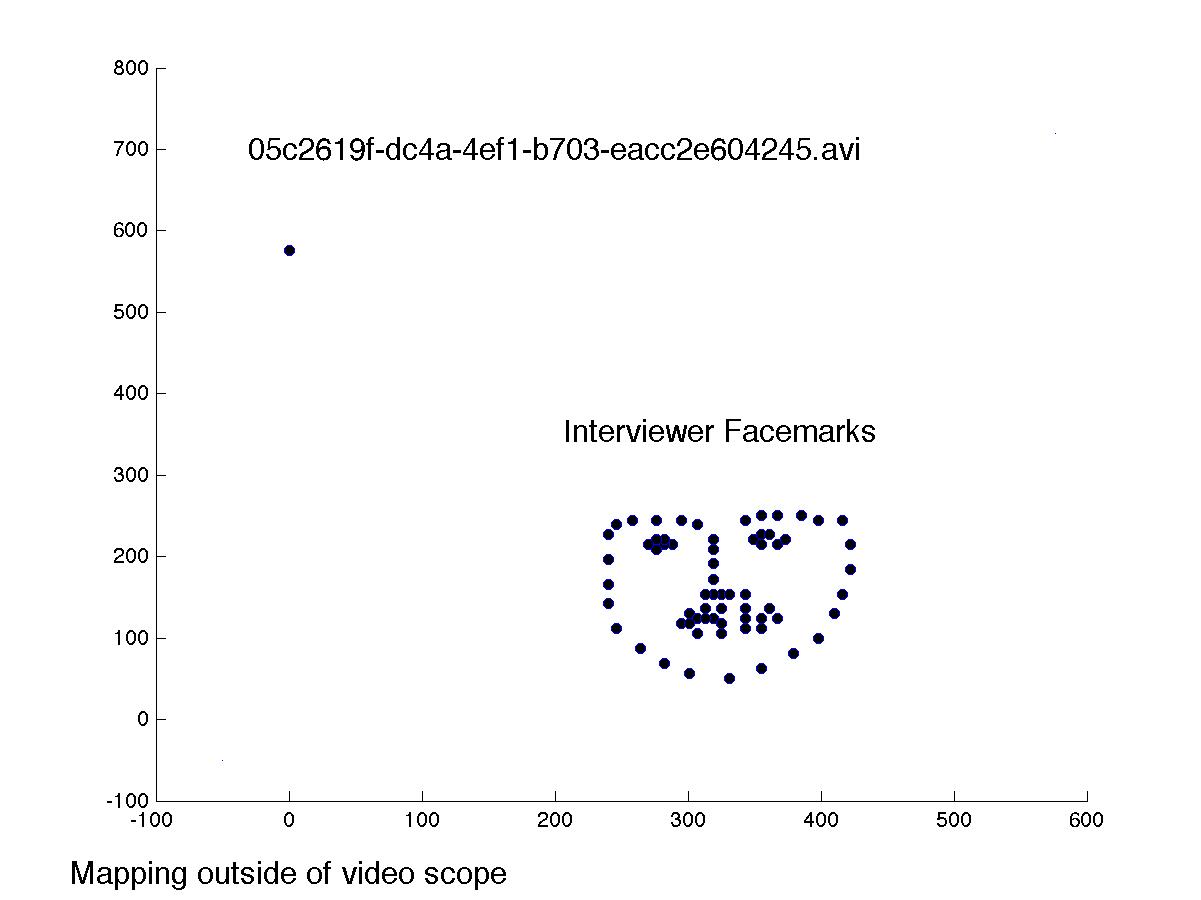 800
05c2619f-dc4a-4ef1-b703-eacc2e604245.avi
700
600
500
400
Interviewer Facemarks
300
200
100
0
-100
-100 0 100 200 300 400 500 600
Mapping outside of video scope